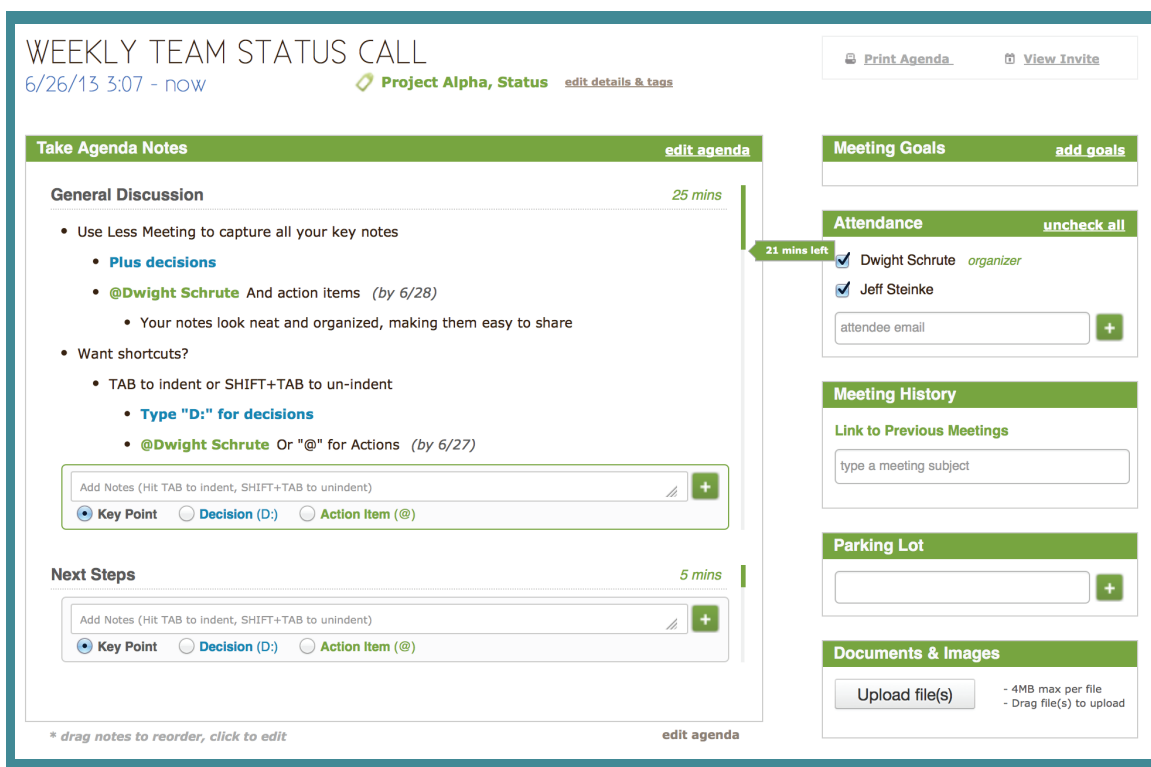 WEEKLY TEAM STATUS CALL
6/26/13 3:07 - now
Project Alpha, Status edit details & tags
Print Agenda View Invite
Take Agenda Notes edit agenda
General Discussion 25 mins
• Use Less Meeting to capture all your key notes
• Plus decisions
• @Dwight Schrute And action items (by 6/28)
• Your notes look neat and organized, making them easy to share
• Want shortcuts?
• TAB to indent or SHIFT+TAB to un-indent
• Type "D:" for decisions
• @Dwight Schrute Or "@" for Actions (by 6/27)
Add Notes (Hit TAB to indent, SHIFT+TAB to unindent) +
Key Point Decision (D:) Action Item (@)
21 mins left
Next Steps 5 mins
Add Notes (Hit TAB to indent, SHIFT+TAB to unindent) +
Key Point Decision (D:) Action Item (@)
* drag notes to reorder, click to edit edit agenda
Meeting Goals add goals
Attendance uncheck all
Dwight Schrute organizer
Jeff Steinke
attendee email +
Meeting History
Link to Previous Meetings
type a meeting subject
Parking Lot
+
Documents & Images
Upload file(s)
- 4MB max per file
- Drag file(s) to upload